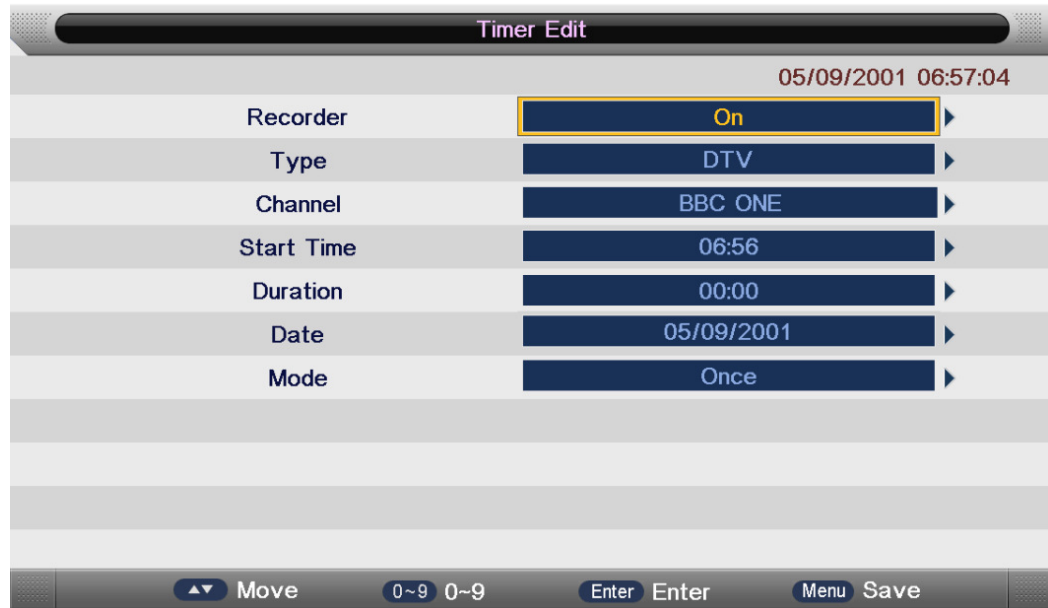 Timer Edit
05/09/2001 06:57:04
Recorder On
Type DTV
Channel BBC ONE
Start Time 06:56
Duration 00:00
Date 05/09/2001
Mode Once
Move 0~9 0~9 Enter Enter Menu Save